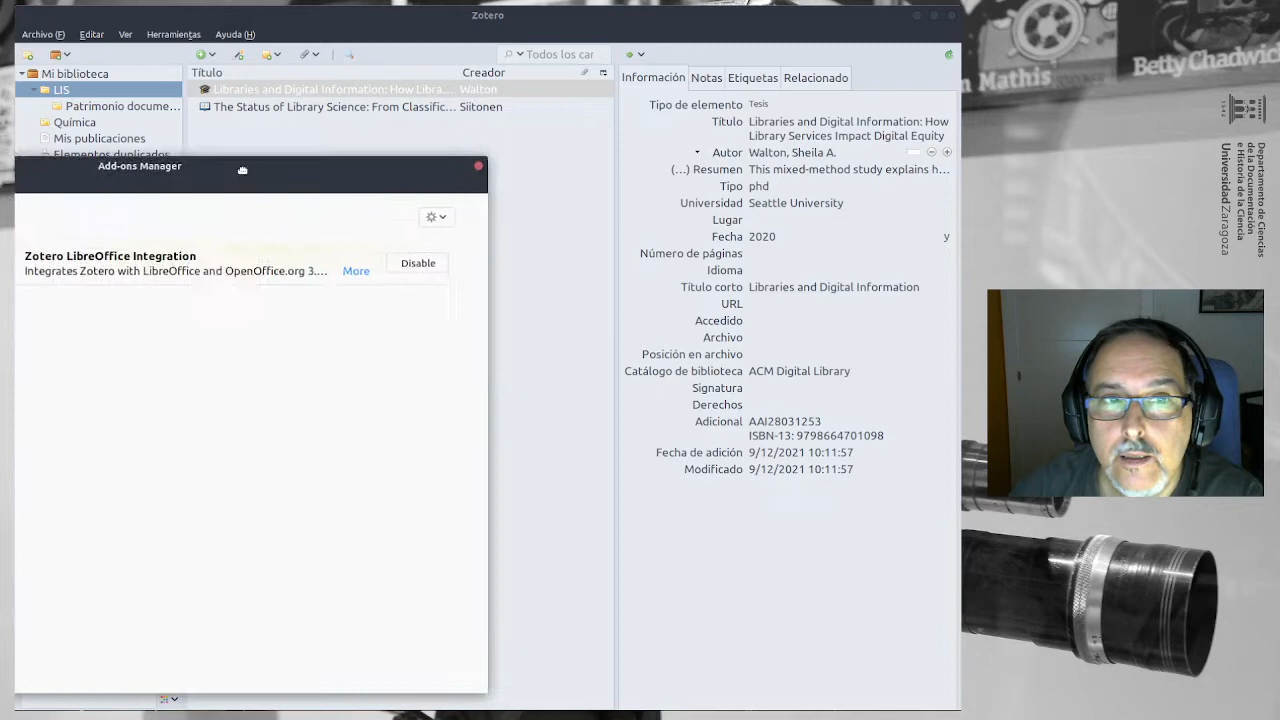 Zotero
Archivo (F) Editar Ver Herramientas Ayuda (H)
Todos los car
Mi biblioteca
LIS
Patrimonio docume...
Química
Mis publicaciones
Elementos duplicados
Título Creador
Libraries and Digital Information: How Libra... Walton
The Status of Library Science: From Classific... Siitonen
Información Notas Etiquetas Relacionado
Tipo de elemento Tesis
Título Libraries and Digital Information: How
Library Services Impact Digital Equity
Autor Walton, Sheila A.
(...) Resumen This mixed-method study explains h...
Tipo phd
Universidad Seattle University
Lugar
Fecha 2020 y
Número de páginas
Idioma
Título corto Libraries and Digital Information
URL
Accedido
Archivo
Posición en archivo
Catálogo de biblioteca ACM Digital Library
Signatura
Derechos
Adicional AAI28031253
ISBN-13: 9798664701098
Fecha de adición 9/12/2021 10:11:57
Modificado 9/12/2021 10:11:57
Add-ons Manager
Zotero LibreOffice Integration
Integrates Zotero with LibreOffice and OpenOffice.org 3.... More
Disable
Mathis
BettyChadwic
1542
Departamento de Ciencias
de la Documentación
e Historia de la Ciencia
Universidad Zaragoza